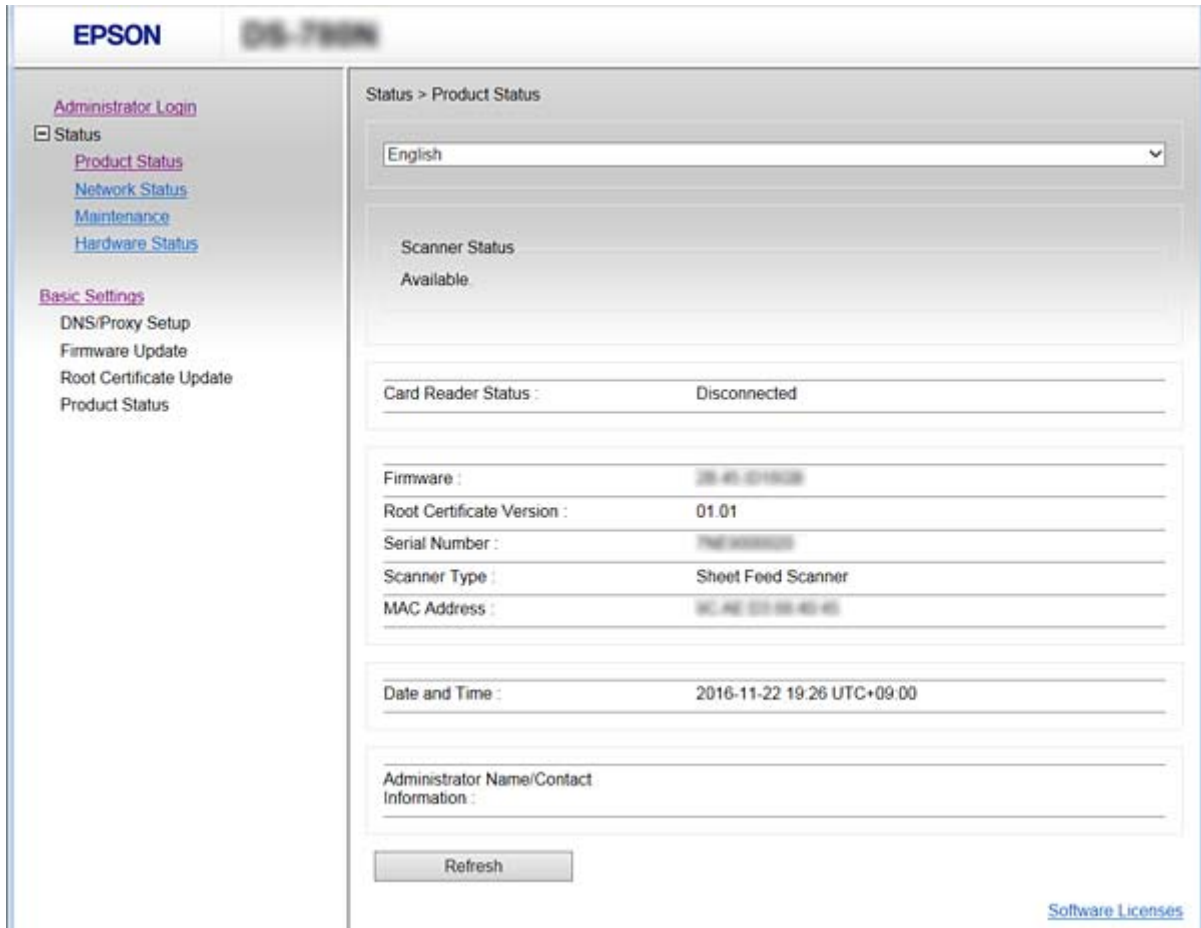 EPSON
Administrator Login
Status
Product Status
Network Status
Maintenance
Hardware Status
Basic Settings
DNS/Proxy Setup
Firmware Update
Root Certificate Update
Product Status
Status > Product Status
English
Scanner Status
Available.
Card Reader Status : Disconnected
Firmware :
Root Certificate Version : 01.01
Serial Number :
Scanner Type : Sheet Feed Scanner
MAC Address :
Date and Time : 2016-11-22 19:26 UTC+09:00
Administrator Name/Contact
Information :
Refresh
Software Licenses